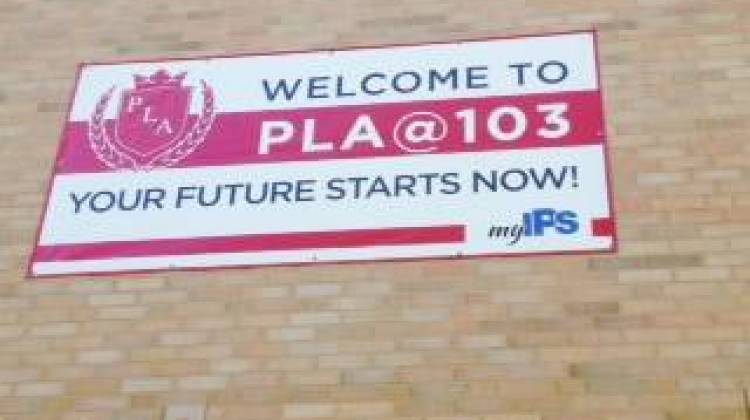 PLA
WELCOME TO
PLA@103
YOUR FUTURE STARTS NOW!
myIPS